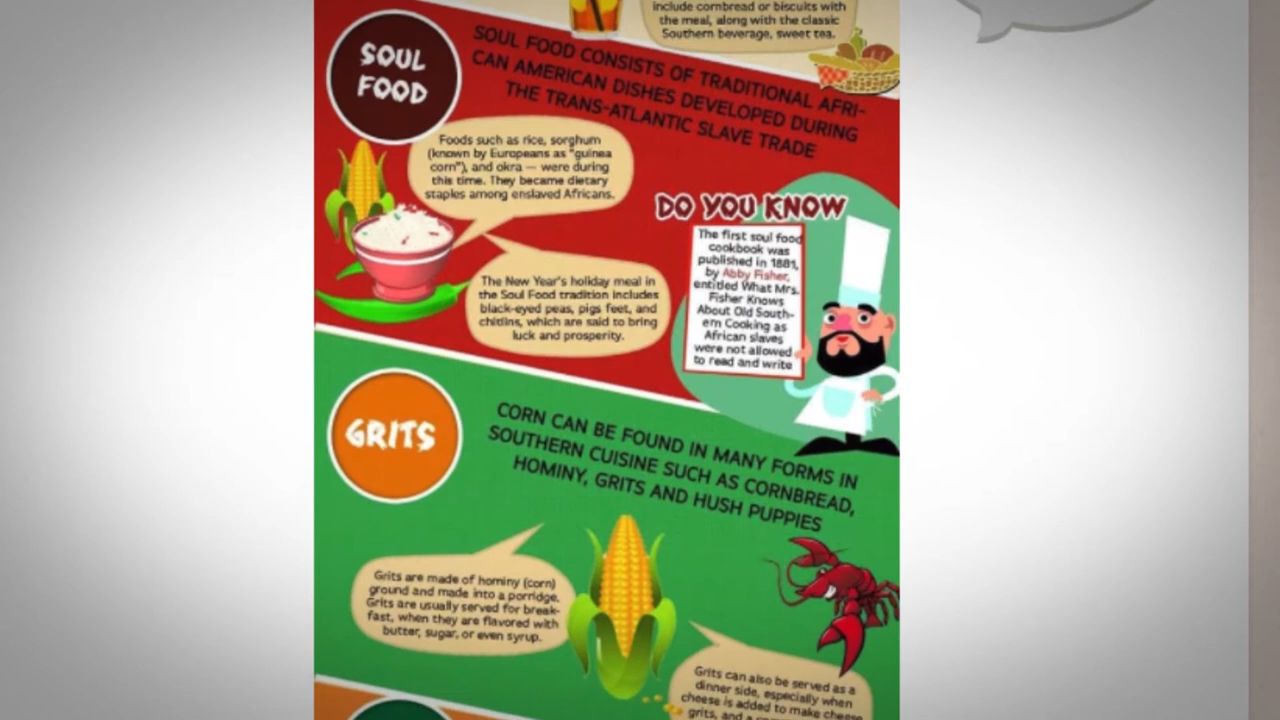 include cornbread or biscuits with
the meal, along with the classic
Southern beverage, sweet tea.
SOUL
FOOD
SOUL FOOD CONSISTS OF TRADITIONAL AFRI-
CAN AMERICAN DISHES DEVELOPED DURING
THE TRANS-ATLANTIC SLAVE TRADE
Foods such as rice, sorghum
(known by Europeans as "guinea
corn"), and okra — were during
this time. They became dietary
staples among enslaved Africans.
DO YOU KNOW
The first soul food
cookbook was
published in 1881,
by Abby Fisher,
entitled What Mrs.
Fisher Knows
About Old South-
ern Cooking as
African slaves
were not allowed
to read and write
The New Year's holiday meal in
the Soul Food tradition includes
black-eyed peas, pigs feet, and
chitlins, which are said to bring
luck and prosperity.
GRITS
CORN CAN BE FOUND IN MANY FORMS IN
SOUTHERN CUISINE SUCH AS CORNBREAD,
HOMINY, GRITS AND HUSH PUPPIES
Grits are made of hominy (corn)
ground and made into a porridge.
Grits are usually served for break-
fast, when they are flavored with
butter, sugar, or even syrup.
Grits can also be served as a
dinner side, especially when
cheese is added to make cheese
grits, and a